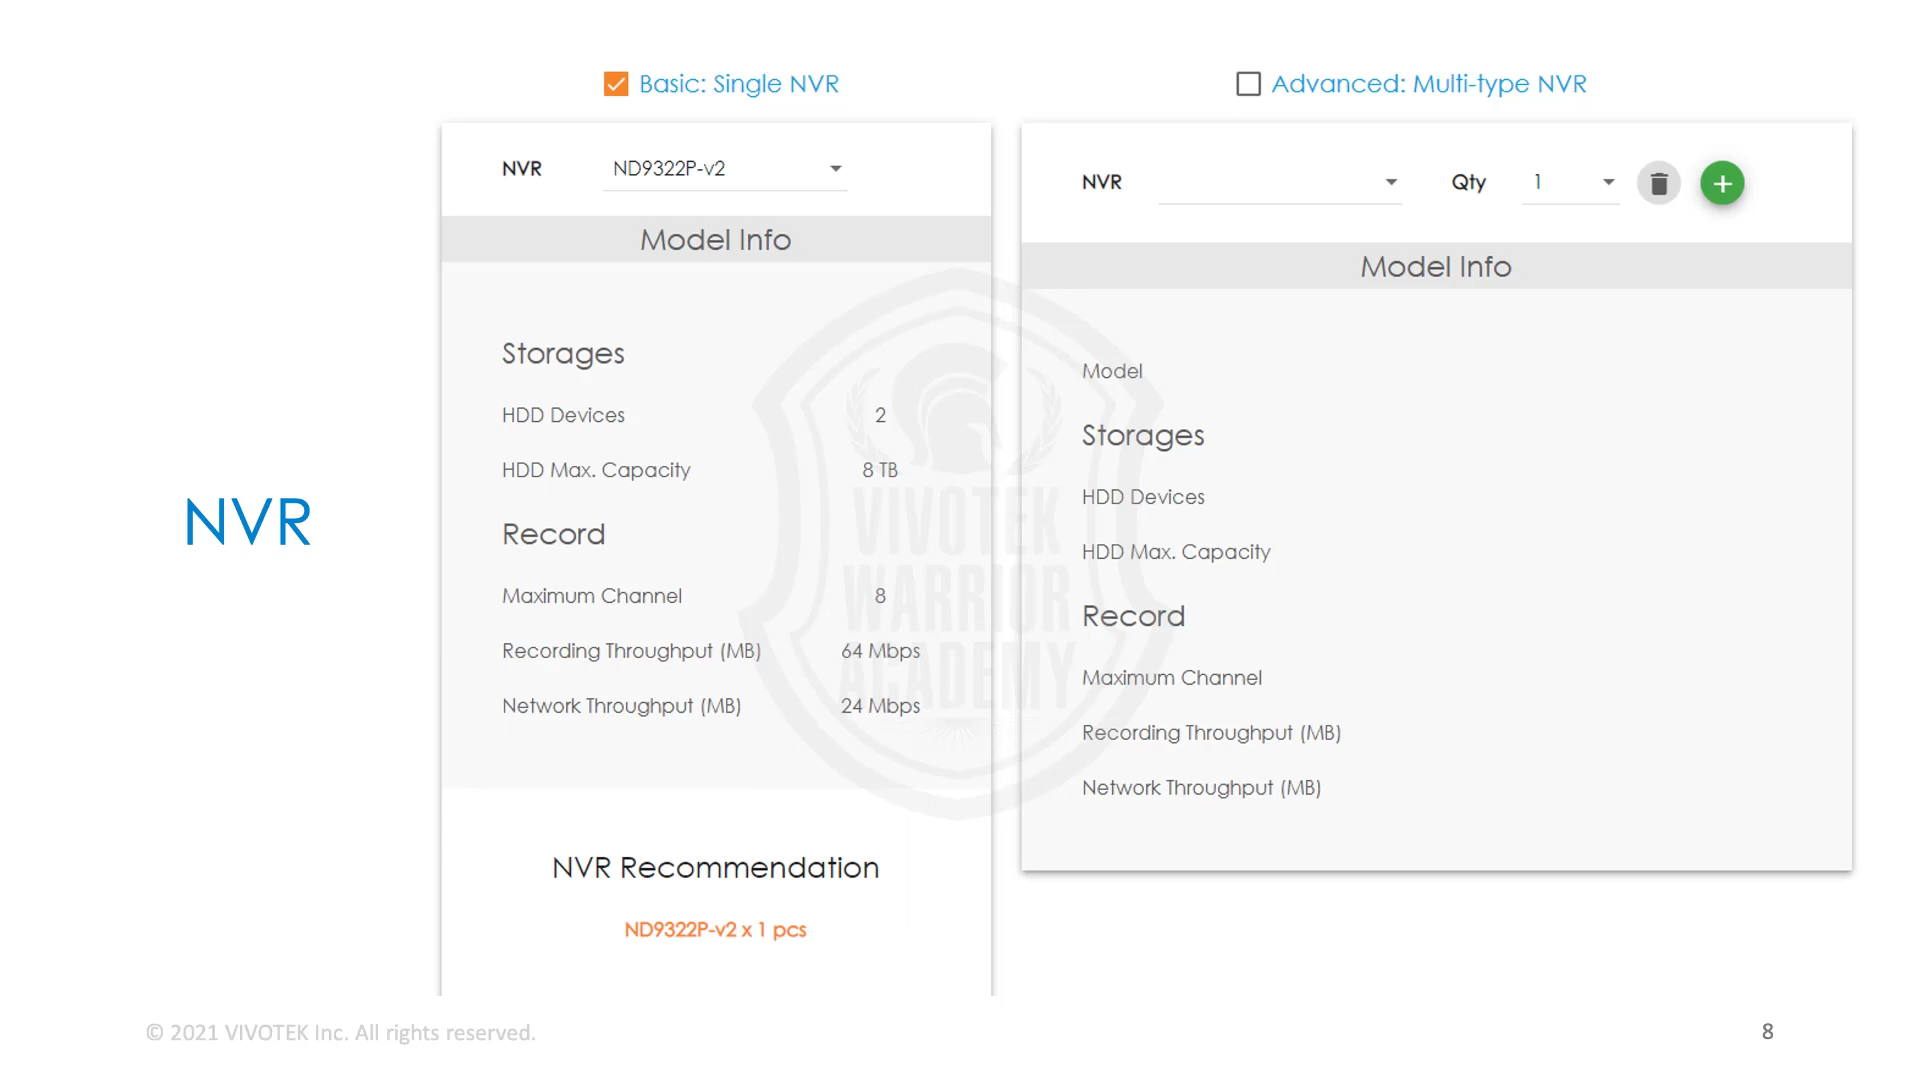 NVR
Basic: Single NVR
NVR ND9322P-v2
Model Info
Storages
HDD Devices 2
HDD Max. Capacity 8 TB
Record
Maximum Channel 8
Recording Throughput (MB) 64 Mbps
Network Throughput (MB) 24 Mbps
NVR Recommendation
ND9322P-v2 x 1 pcs
Advanced: Multi-type NVR
NVR Qty 1
Model Info
Model
Storages
HDD Devices
HDD Max. Capacity
Record
Maximum Channel
Recording Throughput (MB)
Network Throughput (MB)
VIVOTEK
WARRIOR
ACADEMY
© 2021 VIVOTEK Inc. All rights reserved.
8